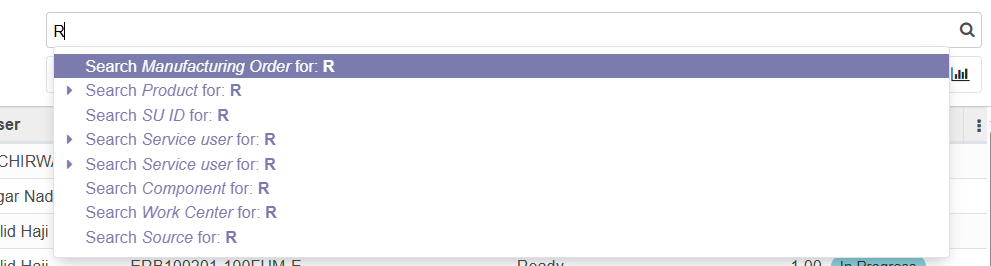 R
Search Manufacturing Order for: R
Search Product for: R
Search SU ID for: R
ser
Search Service user for: R
CHIRWA
Search Service user for: R
gar Nad
Search Component for: R
Search Work Center for: R
lid Haji
Search Source for: R
lid Haji
Ready
1.00
In Progress